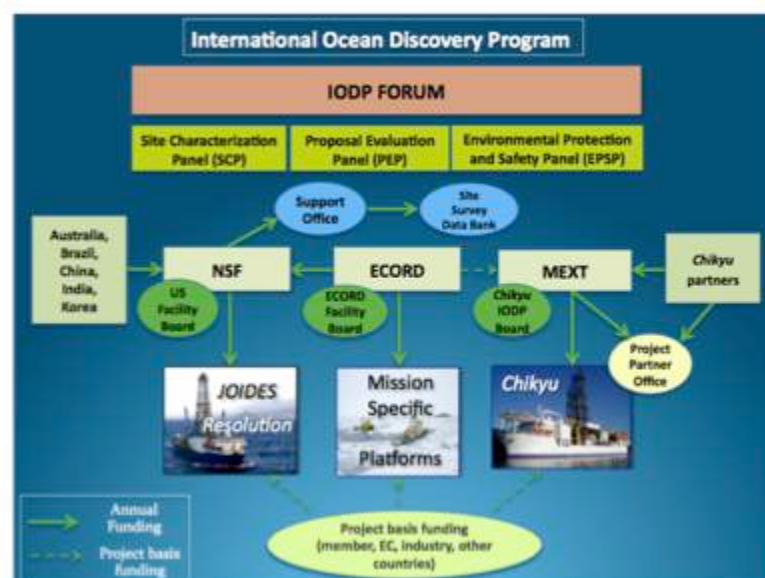 International Ocean Discovery Program
IODP FORUM
Site Characterization
Panel (SCP)
Proposal Evaluation
Panel (PEP)
Environmental Protection
and Safety Panel (EPSP)
Support
Office
Site
Survey
Data Bank
Australia,
Brazil,
China,
India,
Korea
NSF
ECORD
MEXT
Chikyu
partners
US
Facility
Board
ECORD
Facility
Board
Chikyu
IODP
Board
Project
Partner
Office
JOIDES
Resolution
Mission
Specific
Platforms
Chikyu
Annual
Funding
Project basis
funding
Project basis funding
(member, EC, industry, other
countries)